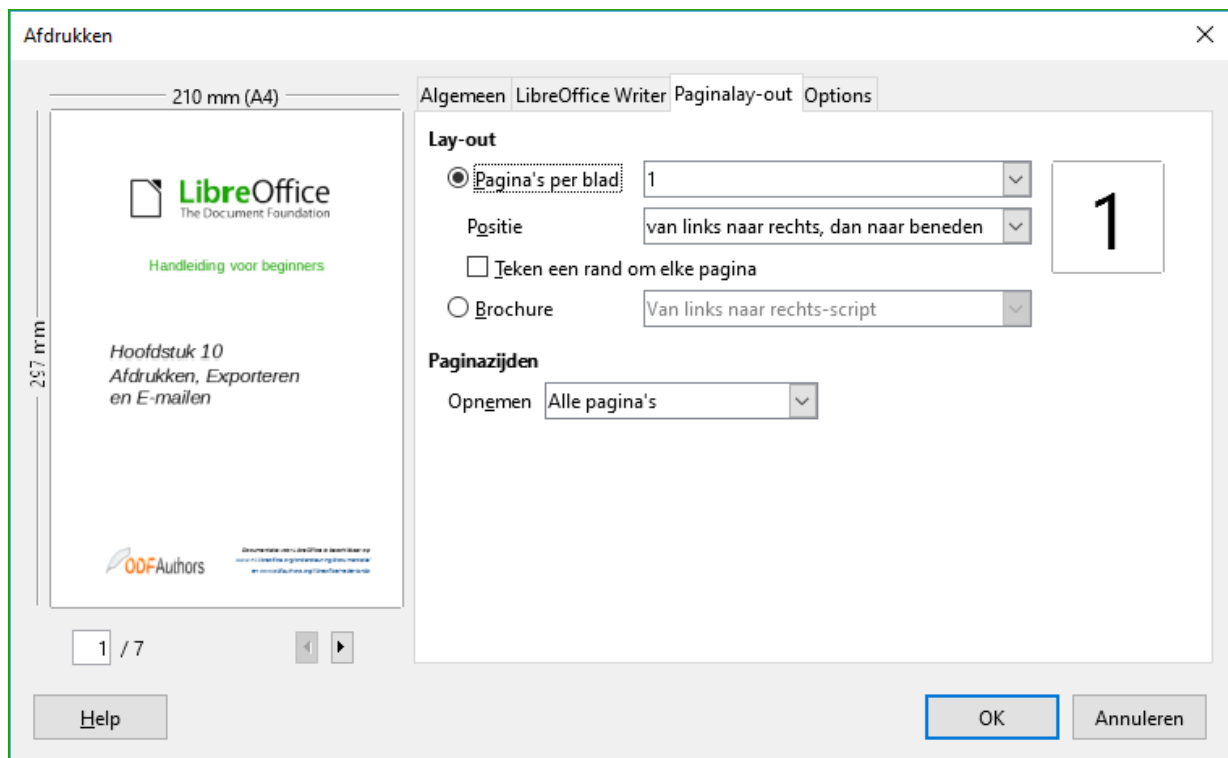 Afdrukken
210 mm (A4)
297 mm
LibreOffice
The Document Foundation
Handleiding voor beginners
Hoofdstuk 10
Afdrukken, Exporteren
en E-mailen
ODFAuthors
1 / 7
Algemeen LibreOffice Writer Paginalay-out Options
Lay-out
Pagina's per blad 1
1
Positie van links naar rechts, dan naar beneden
Teken een rand om elke pagina
Brochure Van links naar rechts-script
Paginazijden
Opnemen Alle pagina's
Help OK Annuleren